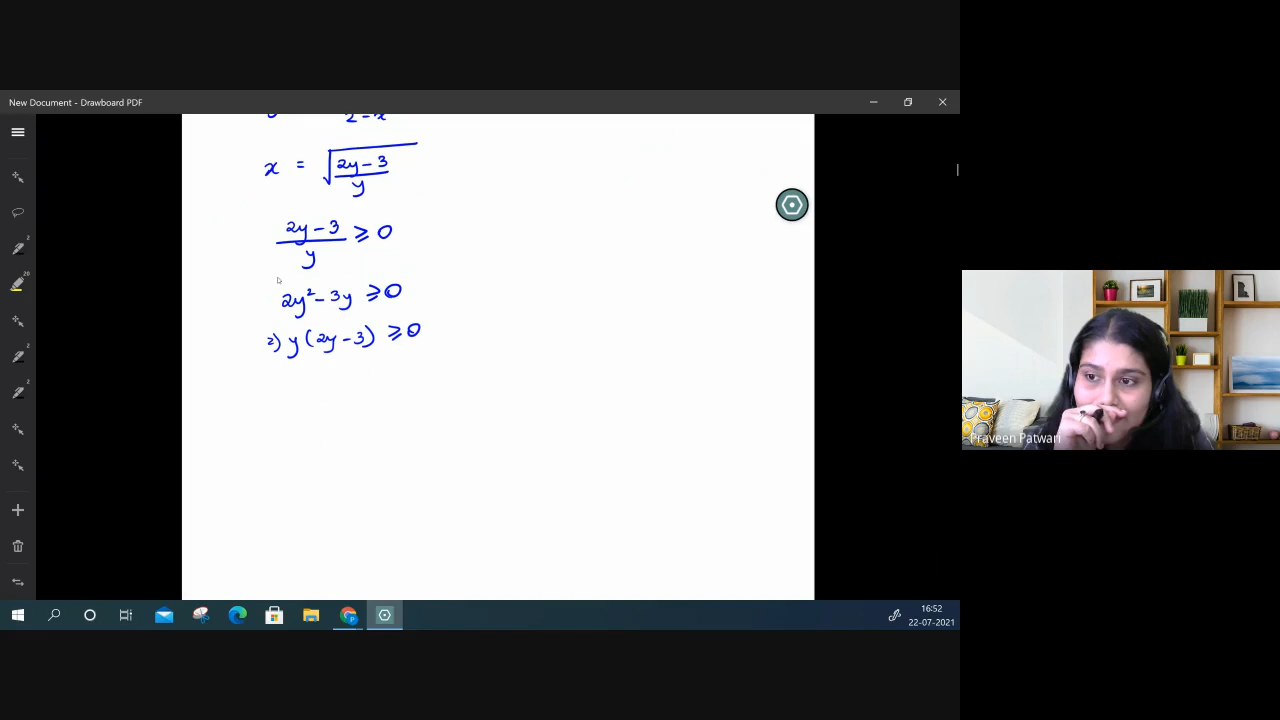 New Document - Drawboard PDF
x = √((2y-3)/y)
(2y-3)/y ⩾ 0
2y² - 3y ⩾ 0
y(2y-3) ⩾ 0
Praveen Patwari
16:52
22-07-2021